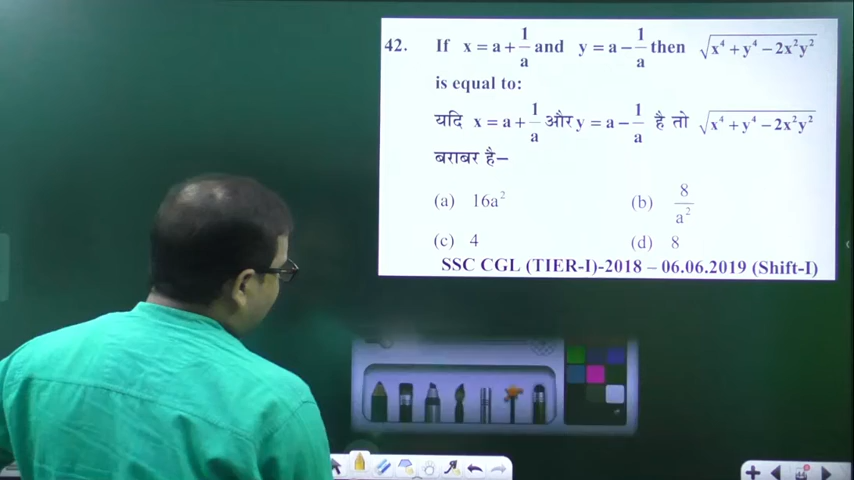 42. If x = a + 1/a and y = a − 1/a then √(x⁴ + y⁴ − 2x²y²)
is equal to:
यदि x = a + 1/a और y = a − 1/a है तो √(x⁴ + y⁴ − 2x²y²)
बराबर है–
(a) 16a² (b) 8/a²
(c) 4 (d) 8
SSC CGL (TIER-I)-2018 – 06.06.2019 (Shift-I)